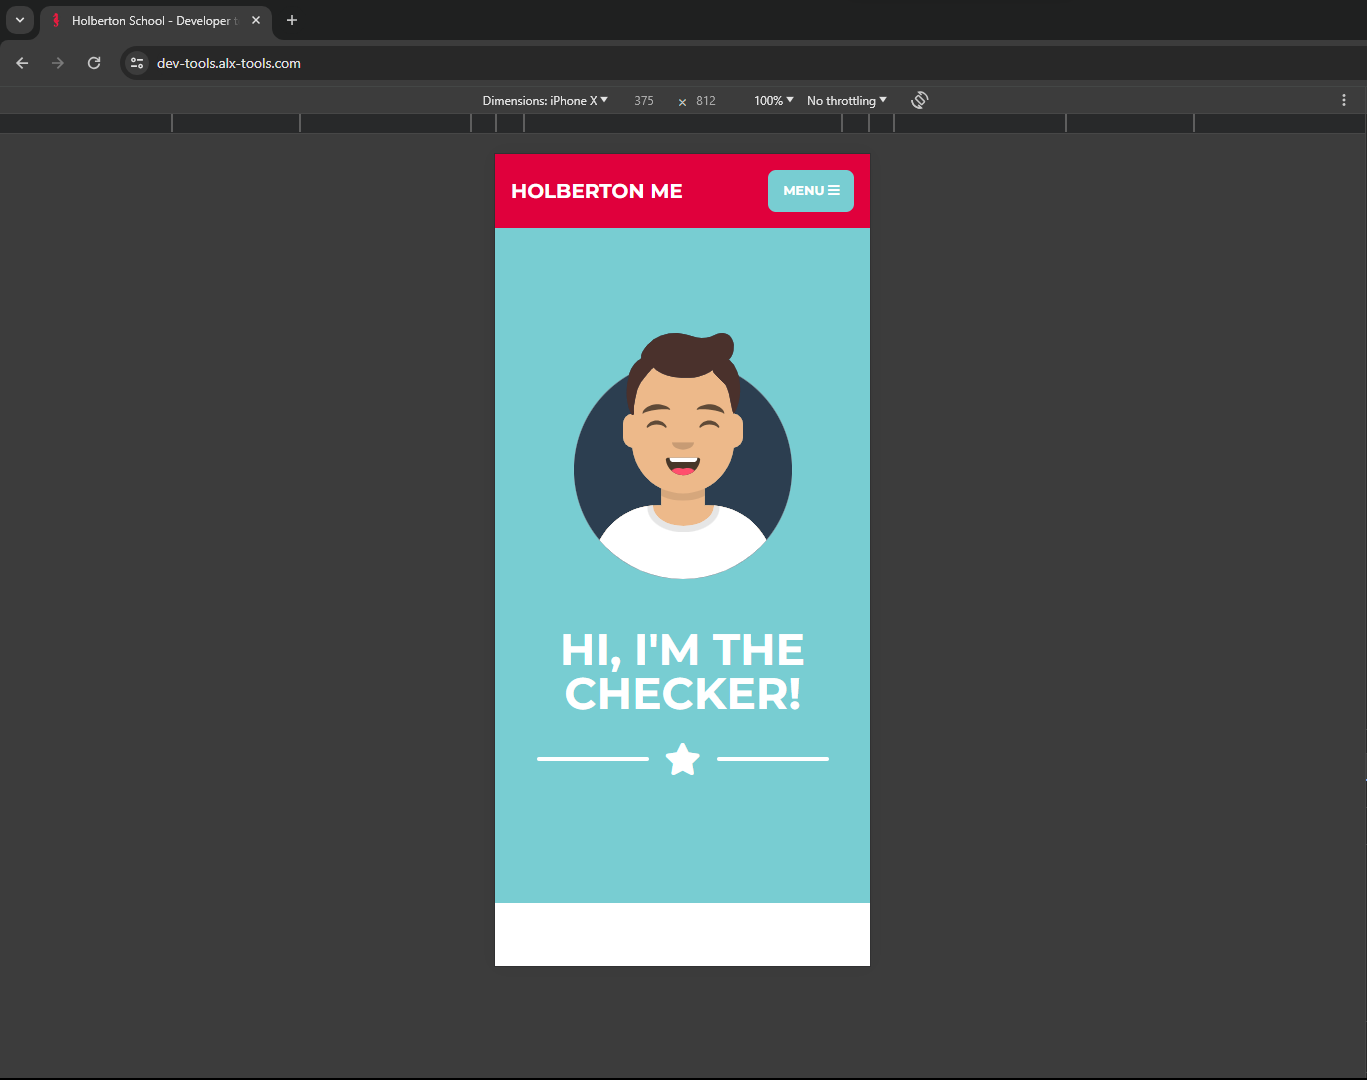 Holberton School - Developer t
dev-tools.alx-tools.com
Dimensions: iPhone X 375 × 812 100% No throttling
HOLBERTON ME
MENU
HI, I'M THE
CHECKER!